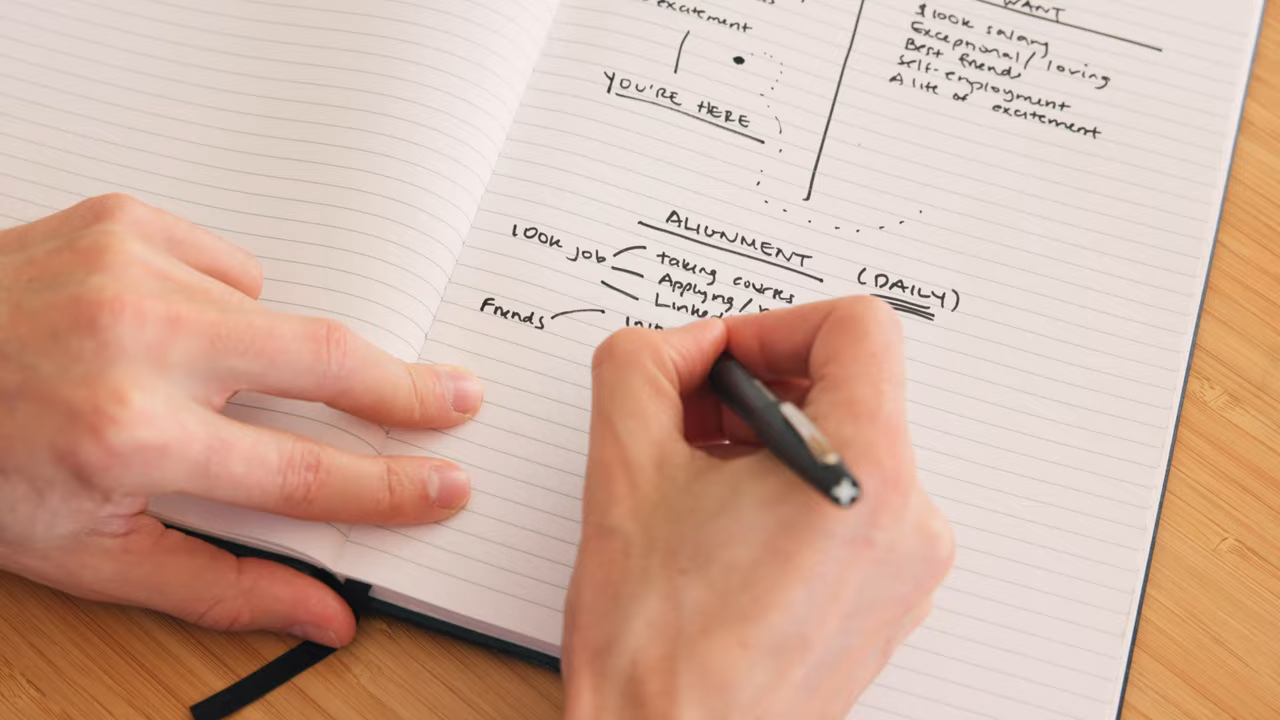 excitement
YOU'RE HERE
WANT
$100k salary
Exceptional/loving
Best friends
Self-employment
A life of excitement
ALIGNMENT (DAILY)
100k job
taking courses
Applying/
Friends